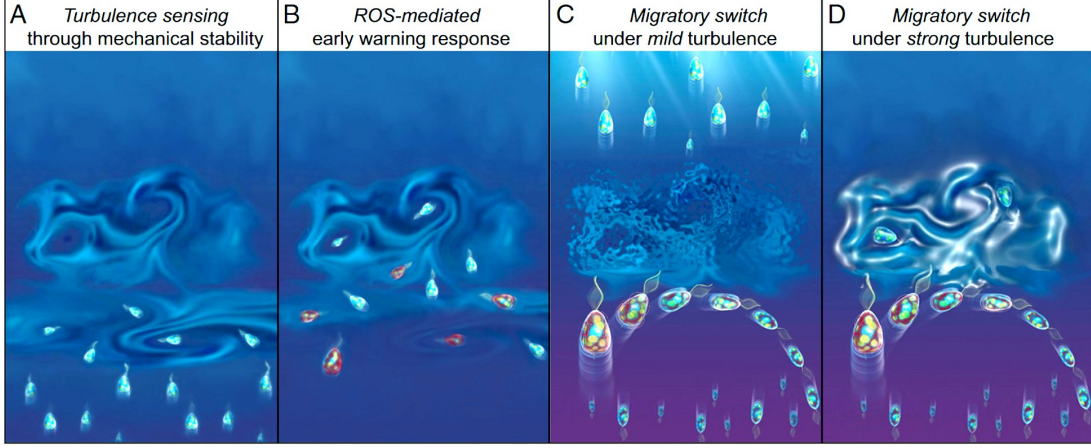 A
Turbulence sensing
through mechanical stability
B
ROS-mediated
early warning response
C
Migratory switch
under mild turbulence
D
Migratory switch
under strong turbulence